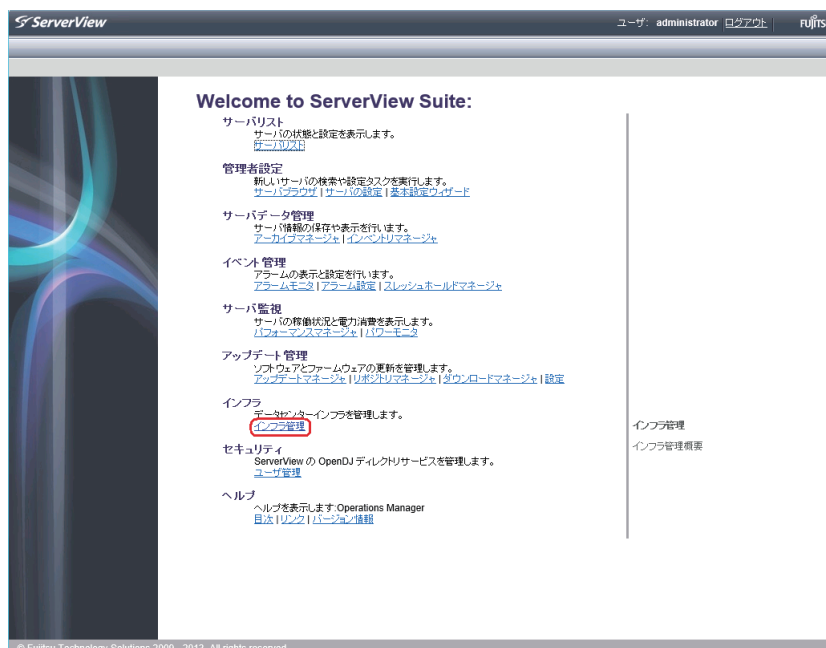 ServerView
ユーザ: administrator ログアウト FUJITS
Welcome to ServerView Suite:
サーバリスト
サーバの状態と設定を表示します。
サーバリスト
管理者設定
新しいサーバの検索や設定タスクを実行します。
サーバブラウザ | サーバの設定 | 基本設定ウィザード
サーバデータ管理
サーバ情報の保存や表示を行います。
アーカイブマネージャ | インベントリマネージャ
イベント管理
アラームの表示と設定を行います。
アラームモニタ | アラーム設定 | スレッシュホールドマネージャ
サーバ監視
サーバの稼働状況と電力消費を表示します。
パフォーマンスマネージャ | パワーモニタ
アップデート管理
ソフトウェアとファームウェアの更新を管理します。
アップデートマネージャ | リポジトリマネージャ | ダウンロードマネージャ | 設定
インフラ
データセンターインフラを管理します。
インフラ管理
インフラ管理
インフラ管理概要
セキュリティ
ServerView の OpenDJ ディレクトリサービスを管理します。
ユーザ管理
ヘルプ
ヘルプを表示します:Operations Manager
目次 | リンク | バージョン情報
© Fujitsu Technology Solutions 2009 - 2012. All rights reserved.